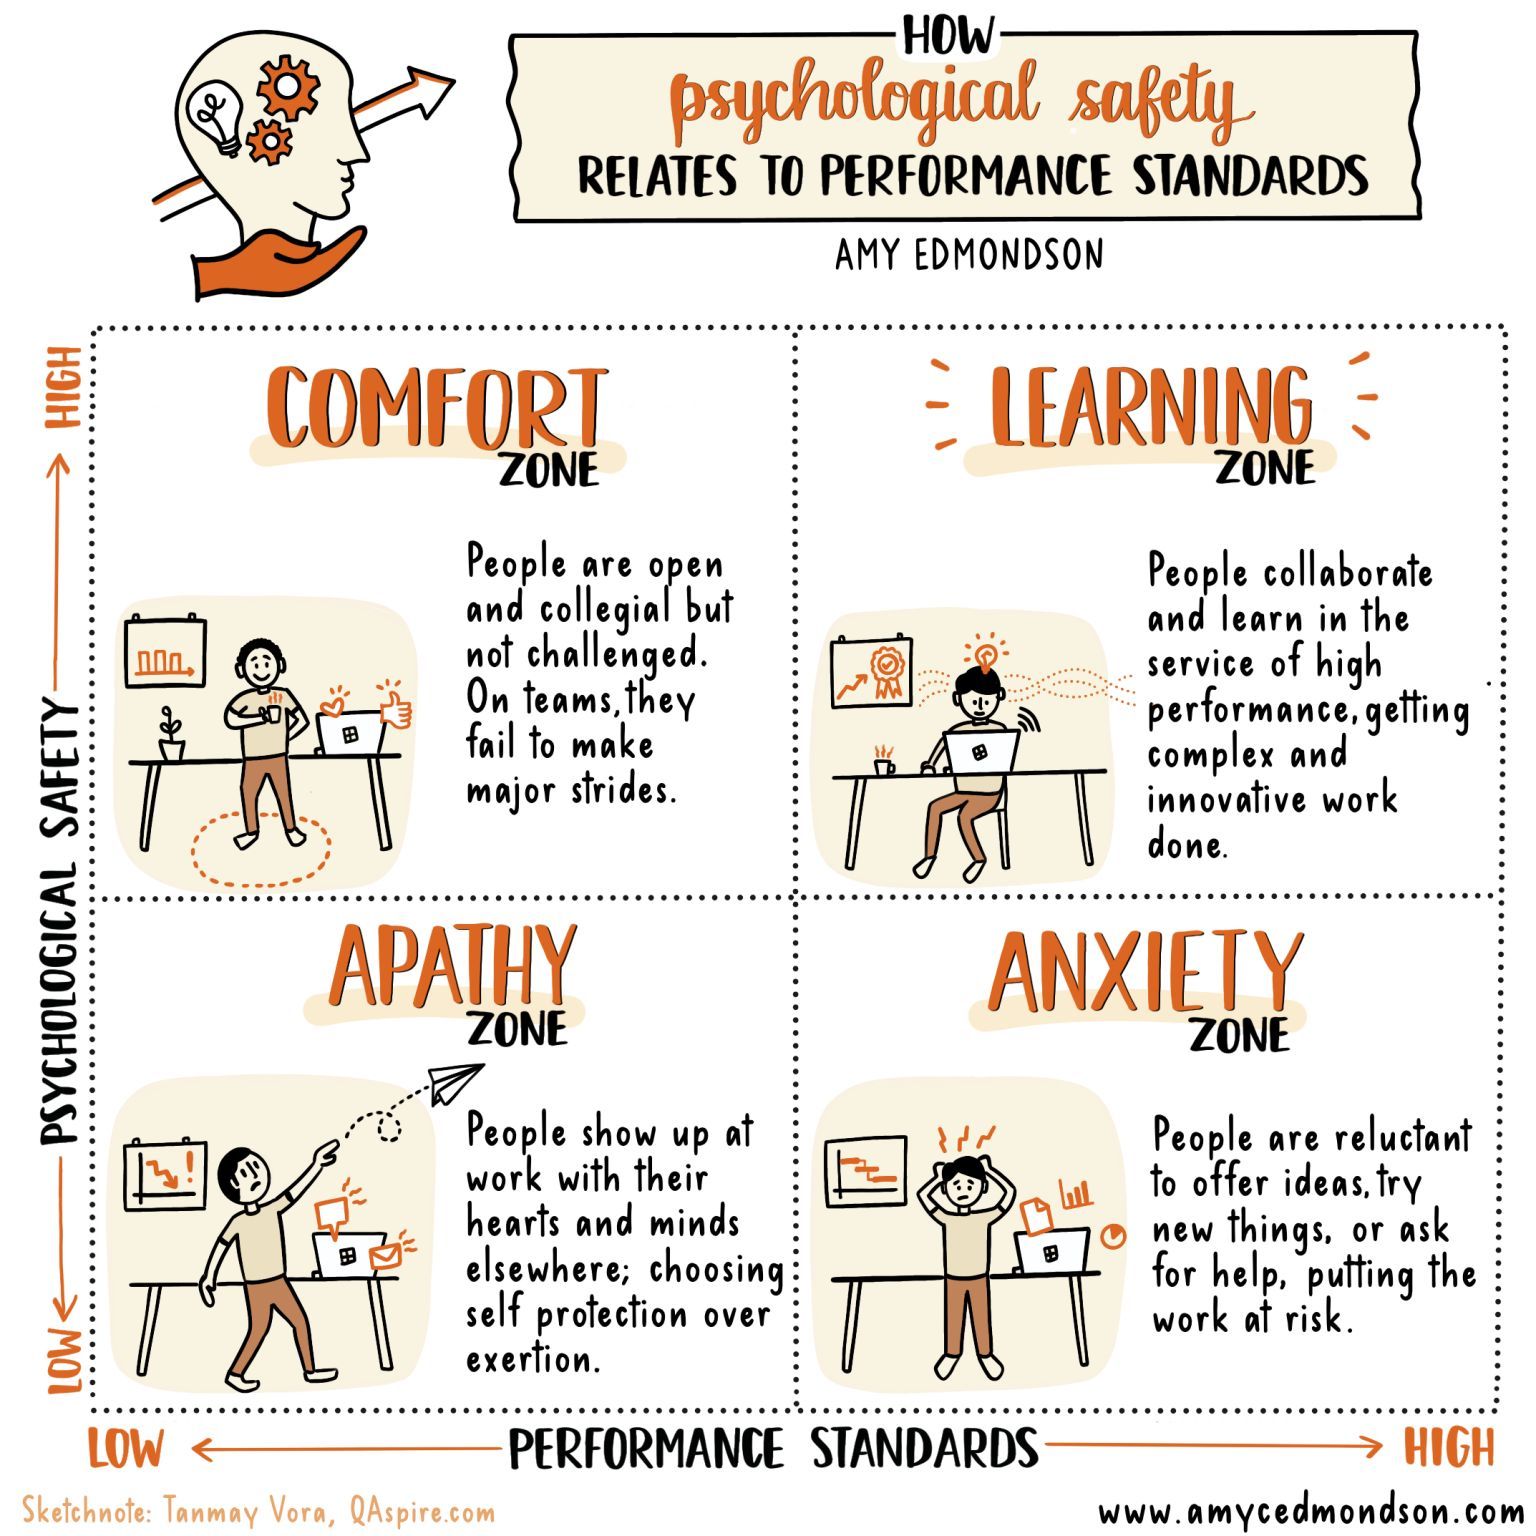 HOW
psychological safety
RELATES TO PERFORMANCE STANDARDS
AMY EDMONDSON
HIGH
PSYCHOLOGICAL SAFETY
LOW
COMFORT
ZONE
People are open
and collegial but
not challenged.
On teams, they
fail to make
major strides.
LEARNING
ZONE
People collaborate
and learn in the
service of high
performance, getting
complex and
innovative work
done.
APATHY
ZONE
People show up at
work with their
hearts and minds
elsewhere; choosing
self protection over
exertion.
ANXIETY
ZONE
People are reluctant
to offer ideas, try
new things, or ask
for help, putting the
work at risk.
LOW
PERFORMANCE STANDARDS
HIGH
Sketchnote: Tanmay Vora, QAspire.com
www.amycedmondson.com